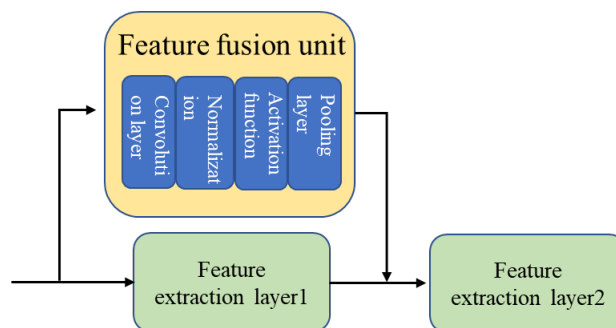 Feature fusion unit
Convoluti
on layer
Normalizat
ion
Activation
function
Pooling
layer
Feature
extraction layer1
Feature
extraction layer2